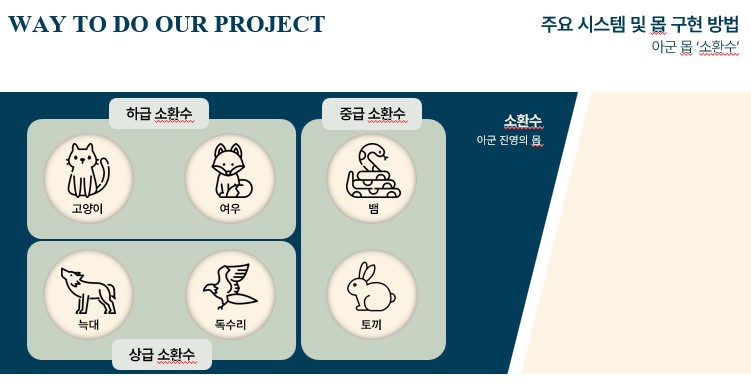 WAY TO DO OUR PROJECT
주요 시스템 및 몹 구현 방법
아군 몹 '소환수'
하급 소환수
중급 소환수
소환수
아군 진영의 몹
고양이
여우
뱀
늑대
독수리
토끼
상급 소환수